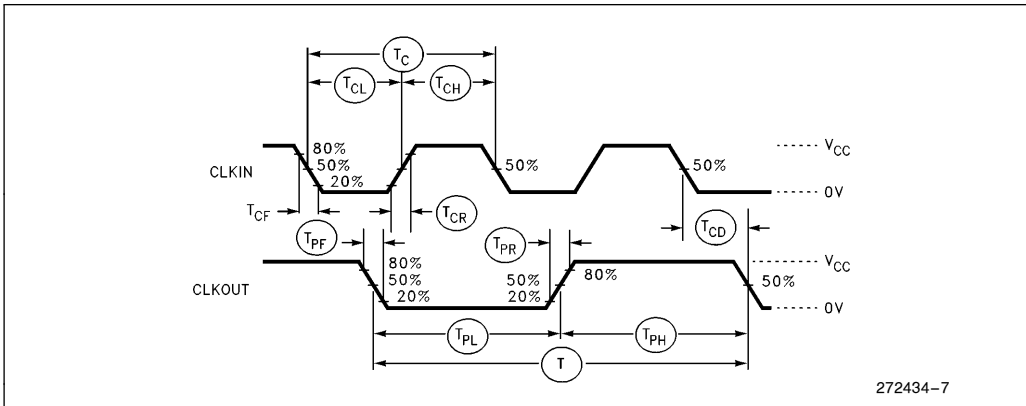 T_C
T_CL T_CH
80%
50%
20%
CLKIN
50%
50%
V_CC
0V
T_CF
T_CR
T_CD
T_PF
T_PR
80%
50%
20%
CLKOUT
50%
20%
80%
50%
V_CC
0V
T_PL T_PH
T
272434–7